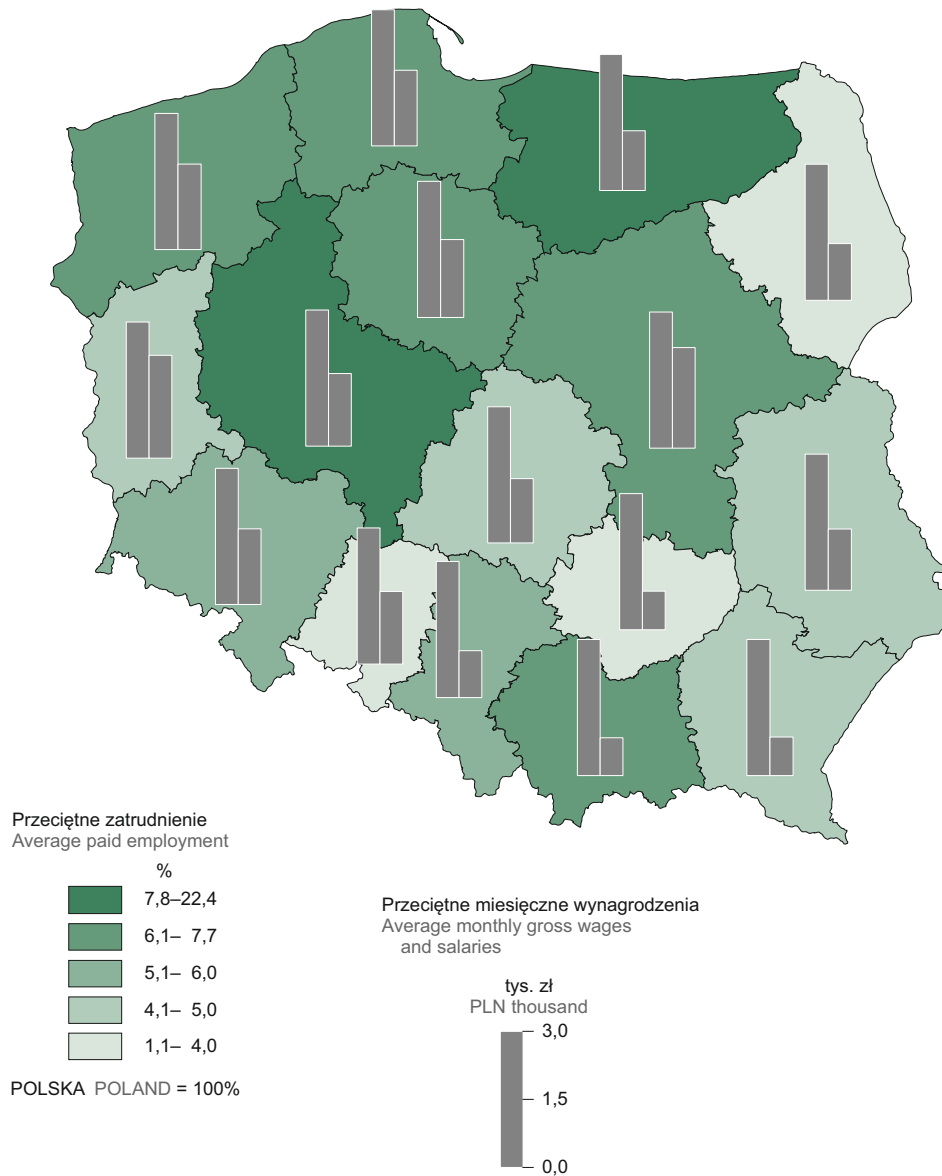 Przeciętne zatrudnienie
Average paid employment
%
7,8–22,4
6,1– 7,7
5,1– 6,0
4,1– 5,0
1,1– 4,0
POLSKA POLAND = 100%
Przeciętne miesięczne wynagrodzenia
Average monthly gross wages
and salaries
tys. zł
PLN thousand
3,0
1,5
0,0